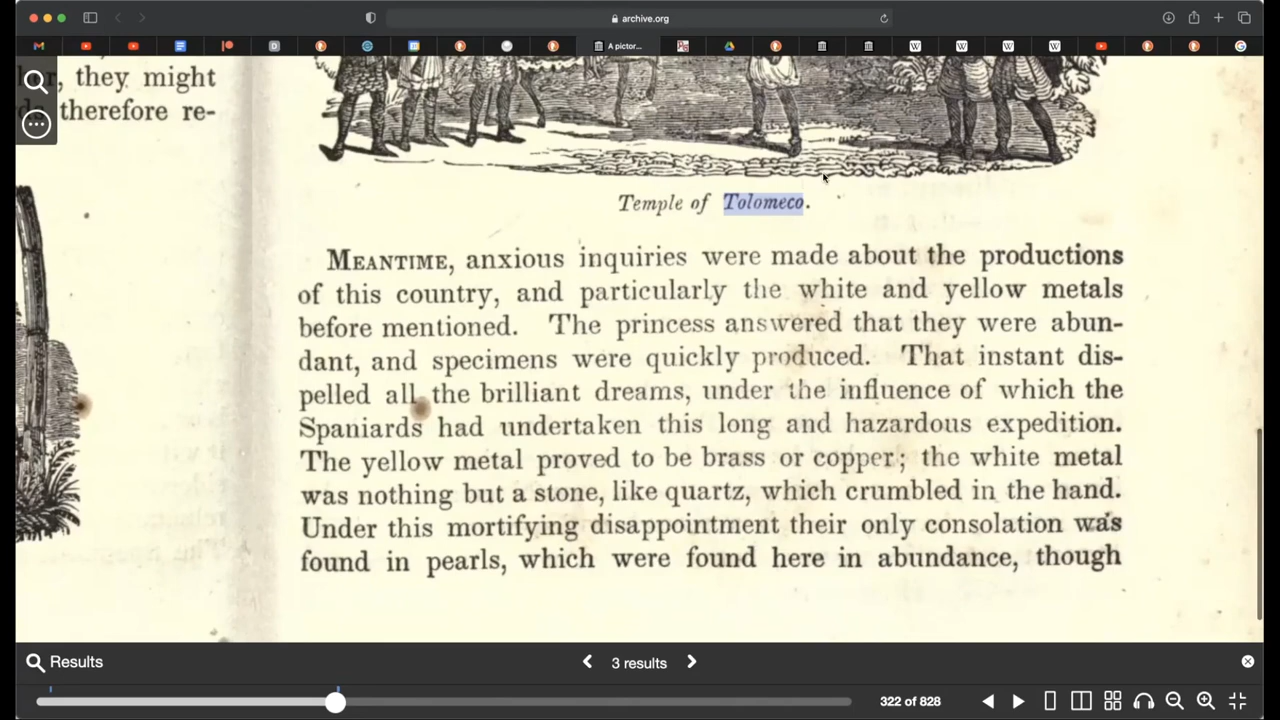 archive.org
A pictor...
, they might
therefore re-
Temple of Tolomeco.
MEANTIME, anxious inquiries were made about the productions
of this country, and particularly the white and yellow metals
before mentioned. The princess answered that they were abun-
dant, and specimens were quickly produced. That instant dis-
pelled all the brilliant dreams, under the influence of which the
Spaniards had undertaken this long and hazardous expedition.
The yellow metal proved to be brass or copper; the white metal
was nothing but a stone, like quartz, which crumbled in the hand.
Under this mortifying disappointment their only consolation was
found in pearls, which were found here in abundance, though
Results
3 results
322 of 828